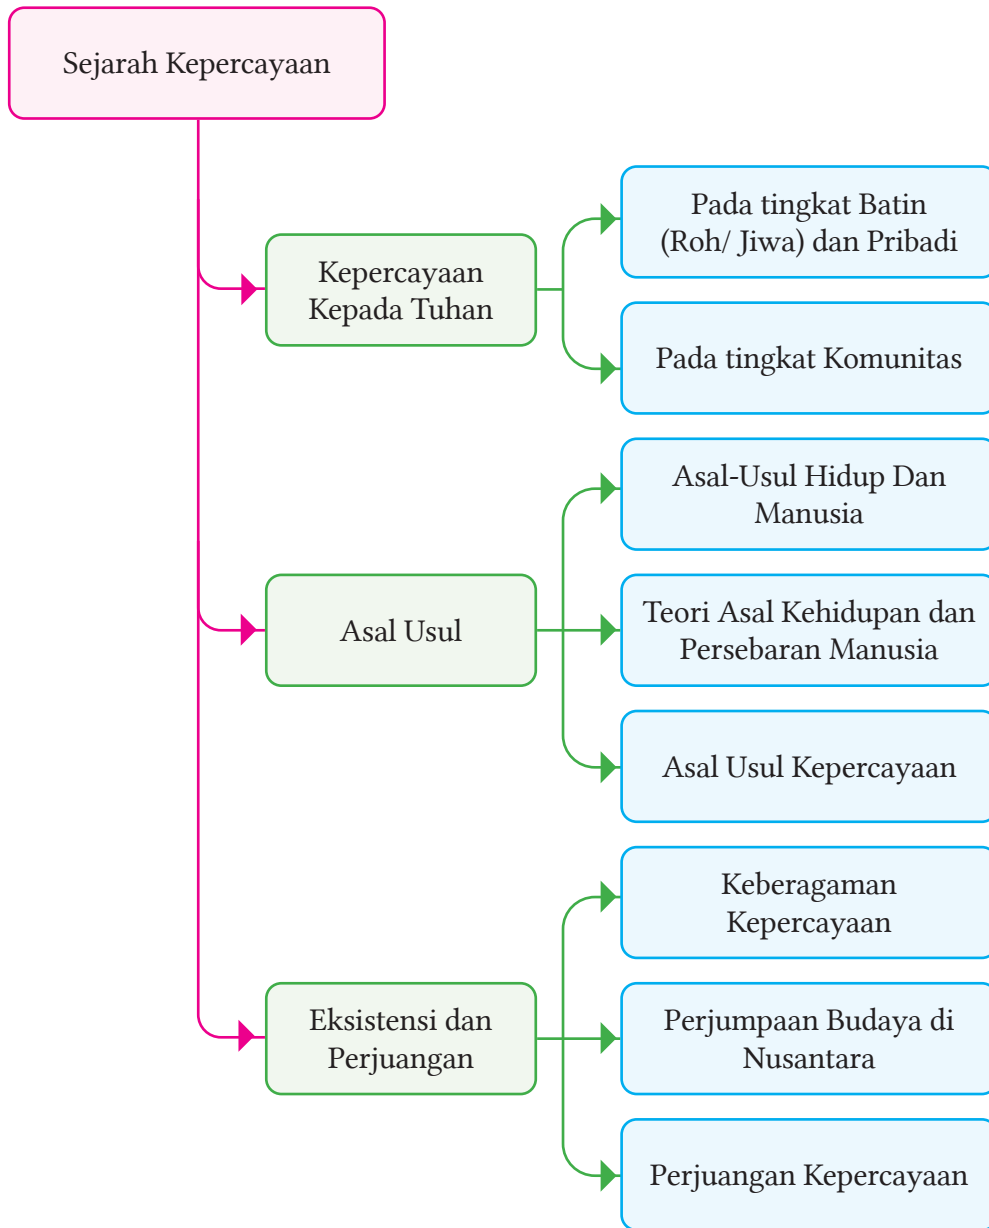 Sejarah Kepercayaan
Kepercayaan
Kepada Tuhan
Pada tingkat Batin
(Roh/ Jiwa) dan Pribadi
Pada tingkat Komunitas
Asal Usul
Asal-Usul Hidup Dan
Manusia
Teori Asal Kehidupan dan
Persebaran Manusia
Asal Usul Kepercayaan
Eksistensi dan
Perjuangan
Keberagaman
Kepercayaan
Perjumpaan Budaya di
Nusantara
Perjuangan Kepercayaan